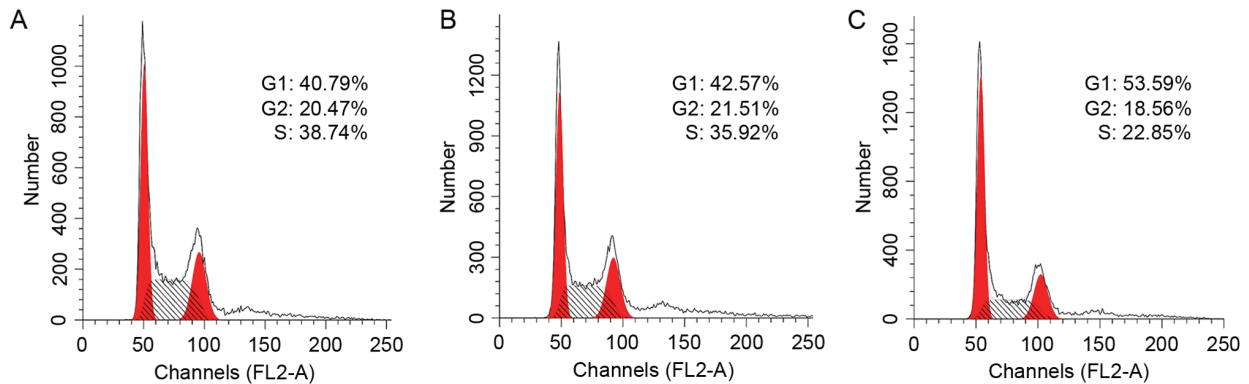 A
G1: 40.79%
G2: 20.47%
S: 38.74%
Number
0
200
400
600
800
1000
0 50 100 150 200 250
Channels (FL2-A)
B
G1: 42.57%
G2: 21.51%
S: 35.92%
Number
0
300
600
900
1200
0 50 100 150 200 250
Channels (FL2-A)
C
G1: 53.59%
G2: 18.56%
S: 22.85%
Number
0
400
800
1200
1600
0 50 100 150 200 250
Channels (FL2-A)